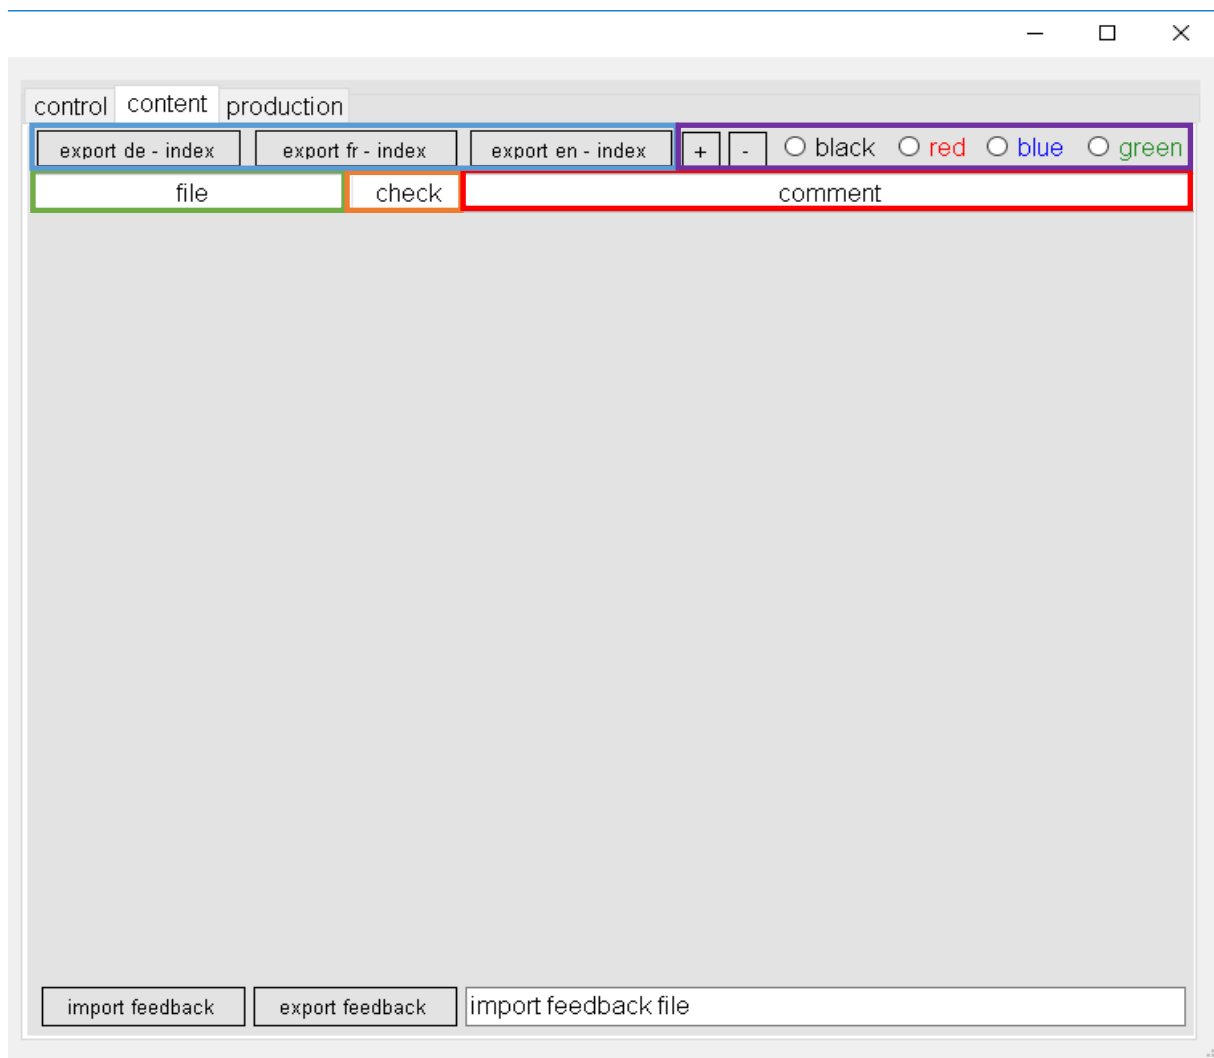 control content production
export de - index export fr - index export en - index + - black red blue green
file check comment
import feedback export feedback import feedback file